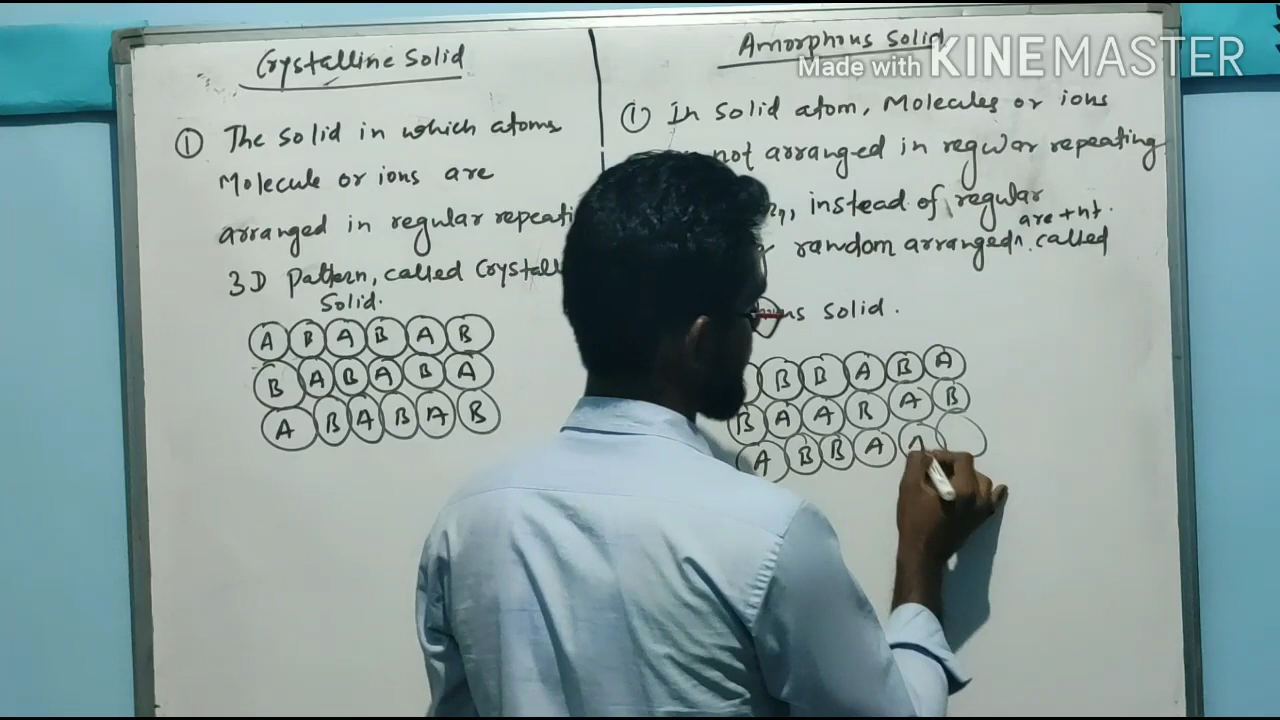 Crystalline Solid
① The Solid in which atoms
Molecule or ions are
arranged in regular repeati
3D Pattern, called Crystall
Solid.
A B A B A B
B A B A B A
A B A B A B
Amorphous Solid
Made with KINEMASTER
① In Solid atom, Molecules or ions
not arranged in regular repeating
instead of regular
random arranged^ called
are +nt.
solid.
B B A B A
B A A B A B
A B B A A